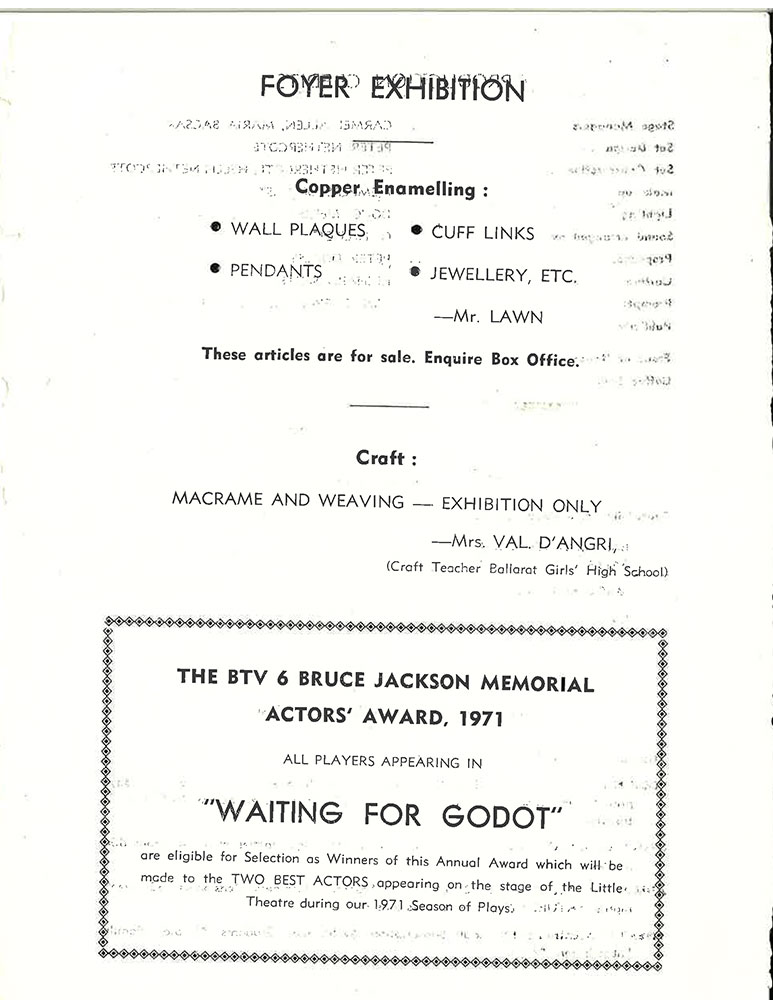 FOYER EXHIBITION
Copper Enamelling :
● WALL PLAQUES ● CUFF LINKS
● PENDANTS ● JEWELLERY, ETC.
—Mr. LAWN
These articles are for sale. Enquire Box Office.
Craft :
MACRAME AND WEAVING — EXHIBITION ONLY
—Mrs. VAL. D'ANGRI,
(Craft Teacher Ballarat Girls' High School)
THE BTV 6 BRUCE JACKSON MEMORIAL
ACTORS' AWARD, 1971
ALL PLAYERS APPEARING IN
"WAITING FOR GODOT"
are eligible for Selection as Winners of this Annual Award which will be
made to the TWO BEST ACTORS appearing on the stage of the Little
Theatre during our 1971 Season of Plays.